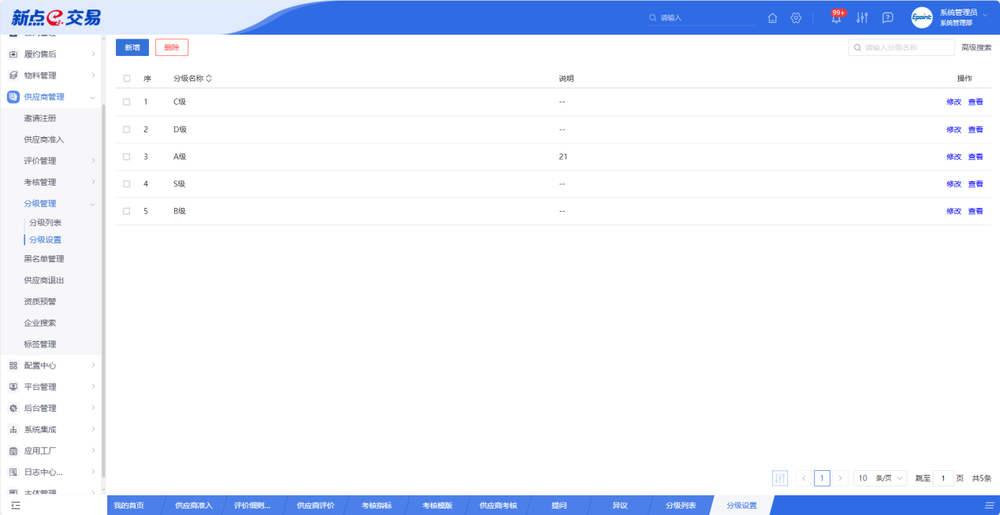 新点e交易
请输入
99+
Epoint
系统管理员
系统管理部
履约售后
物料管理
供应商管理
邀请注册
供应商准入
评价管理
考核管理
分级管理
分级列表
分级设置
黑名单管理
供应商退出
资质预警
企业搜索
标签管理
配置中心
平台管理
后台管理
系统集成
应用工厂
日志中心...
新增
删除
请输入分级名称
高级搜索
序 分级名称 说明 操作
1 C级 -- 修改 查看
2 D级 -- 修改 查看
3 A级 21 修改 查看
4 S级 -- 修改 查看
5 B级 -- 修改 查看
1 10 条/页 跳至 1 页 共5条
我的首页 供应商准入 评价细则... 供应商评价 考核指标 考核模版 供应商考核 提问 异议 分级列表 分级设置